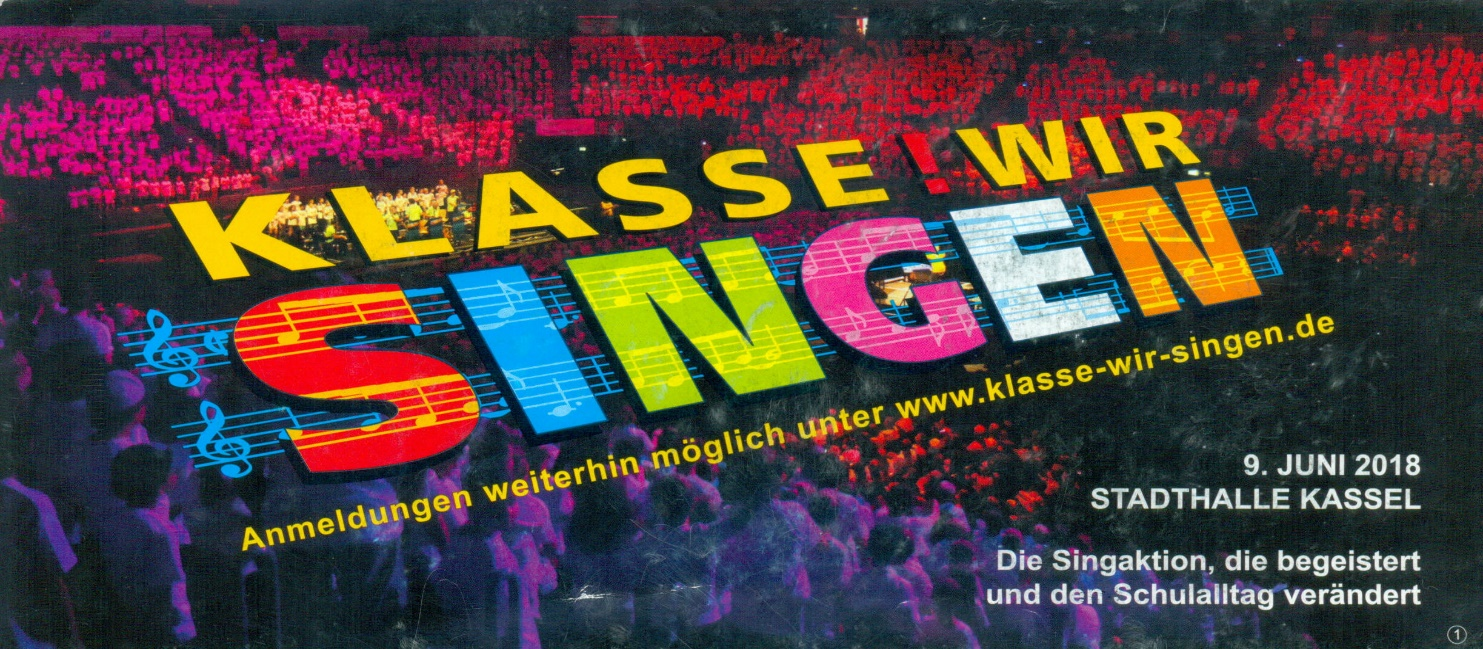 KLASSE! WIR
SINGEN
Anmeldungen weiterhin möglich unter www.klasse-wir-singen.de
9. JUNI 2018
STADTHALLE KASSEL
Die Singaktion, die begeistert
und den Schulalltag verändert
1